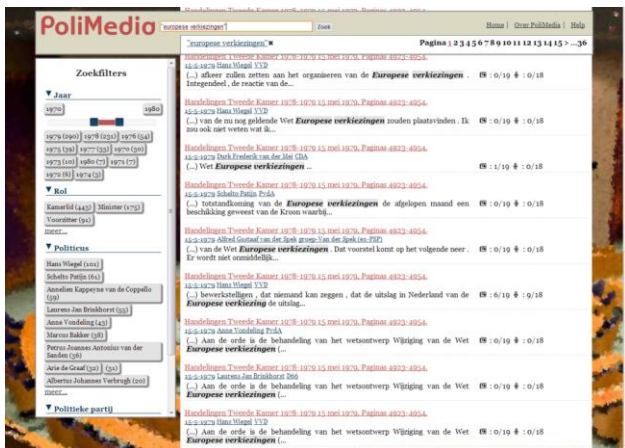 PoliMedia
"europese verkiezingen"
Zoek
Home | Over PoliMedia | Help
"europese verkiezingen"
Pagina 1 2 3 4 5 6 7 8 9 10 11 12 13 14 15 > ...36
Zoekfilters
Jaar
1970 1980
1979 (290) 1978 (231) 1976 (54)
1975 (39) 1977 (33) 1970 (30)
1973 (10) 1980 (7) 1971 (7)
1972 (6) 1974 (3)
Rol
Kamerlid (443) Minister (175)
Voorzitter (91)
meer...
Politicus
Hans Wiegel (101)
Schelto Patijn (61)
Annelien Kappeyne van de Coppello
(59)
Laurens Jan Brinkhorst (55)
Anne Vondeling (43)
Marcus Bakker (38)
Petrus Joannes Antonius van der
Sanden (36)
Arie de Graaf (32) (31)
Albertus Johannes Verbrugh (20)
meer...
Politieke partij
Handelingen Tweede Kamer 1978-1979 15 mei 1979, Paginas 4923-4954.
15-5-1979 Hans Wiegel VVD
(...) afkeer zullen zetten aan het organiseren van de Europese verkiezingen .
Integendeel , de reactie van de...
: 0/19 : 0/18
Handelingen Tweede Kamer 1978-1979 15 mei 1979, Paginas 4923-4954.
15-5-1979 Hans Wiegel VVD
(...) van de nu nog geldende Wet Europese verkiezingen zouden plaatsvinden . Ik
zou ook niet weten wat ik...
: 0/19 : 0/18
Handelingen Tweede Kamer 1978-1979 15 mei 1979, Paginas 4923-4954.
15-5-1979 Durk Frederik van der Mei CDA
(...) Wet Europese verkiezingen ...
: 1/19 : 0/18
Handelingen Tweede Kamer 1978-1979 15 mei 1979, Paginas 4923-4954.
15-5-1979 Schelto Patijn PvdA
(...) totstandkoming van de Europese verkiezingen de afgelopen maand een
beschikking geweest van de Kroon waarbij...
: 0/19 : 0/18
Handelingen Tweede Kamer 1978-1979 15 mei 1979, Paginas 4923-4954.
15-5-1979 Alfred Gustaaf van der Spek groep-Van der Spek (ex-PSP)
(...) van de Wet Europese verkiezingen . Dat voorstel komt op het volgende neer .
Er wordt niet onmiddellijk...
: 0/19 : 0/18
Handelingen Tweede Kamer 1978-1979 15 mei 1979, Paginas 4923-4954.
15-5-1979 Hans Wiegel VVD
(...) bewerkstelligen , dat niemand kan zeggen , dat de uitslag in Nederland van de
Europese verkiezing de uitslag...
: 6/19 : 9/18
Handelingen Tweede Kamer 1978-1979 15 mei 1979, Paginas 4923-4954.
15-5-1979 Anne Vondeling PvdA
(...) Aan de orde is de behandeling van het wetsontwerp Wijziging van de Wet
Europese verkiezingen (...
: 0/19 : 0/18
Handelingen Tweede Kamer 1978-1979 15 mei 1979, Paginas 4923-4954.
15-5-1979 Laurens Jan Brinkhorst D66
(...) Aan de orde is de behandeling van het wetsontwerp Wijziging van de Wet
Europese verkiezingen (...
: 0/19 : 0/18
Handelingen Tweede Kamer 1978-1979 15 mei 1979, Paginas 4923-4954.
15-5-1979 Hans Wiegel VVD
(...) Aan de orde is de behandeling van het wetsontwerp Wijziging van de Wet
Europese verkiezingen (...
: 0/19 : 0/18